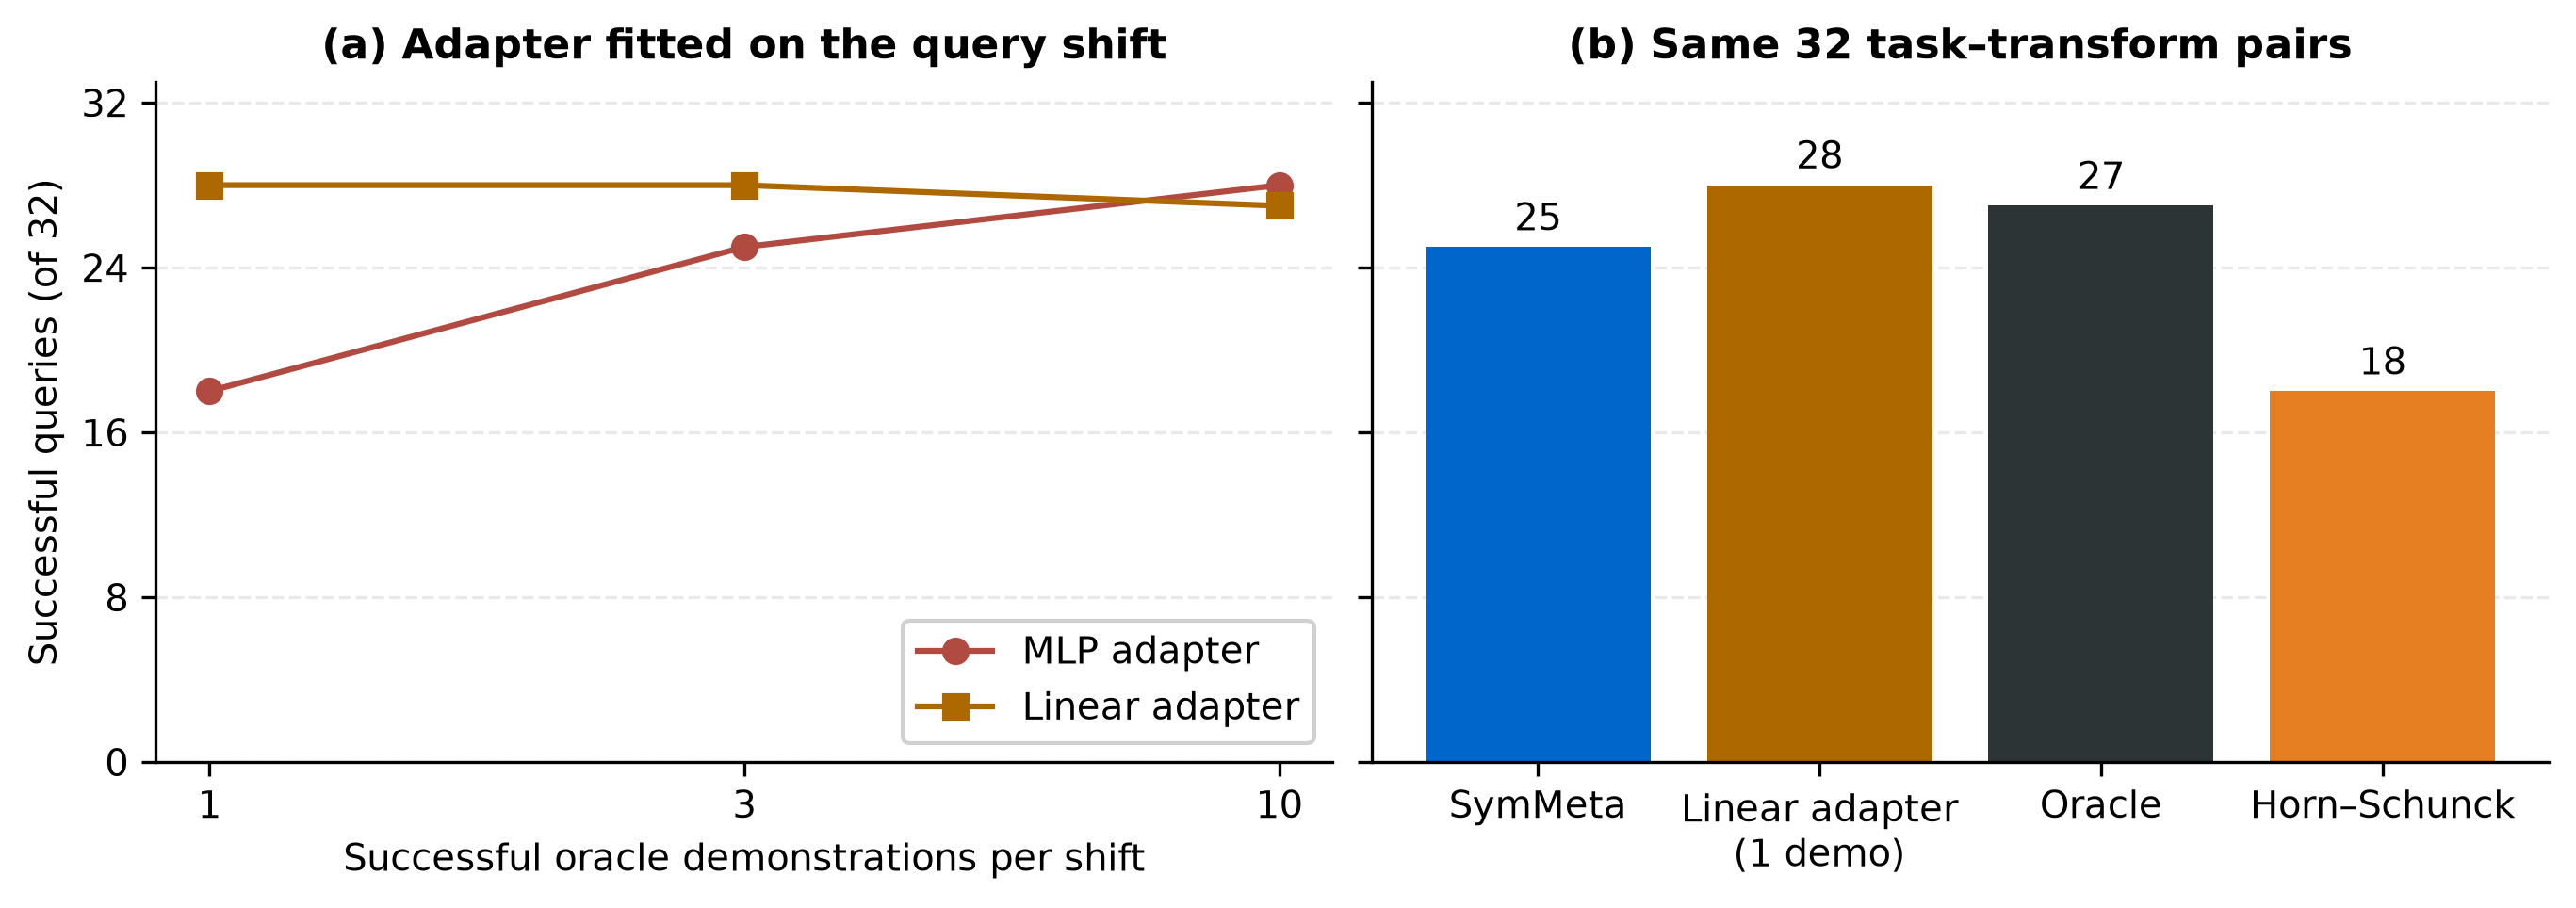 (a) Adapter fitted on the query shift
Successful queries (of 32)
32
24
16
8
0
MLP adapter
Linear adapter
1
3
10
Successful oracle demonstrations per shift
(b) Same 32 task–transform pairs
25
28
27
18
SymMeta
Linear adapter
(1 demo)
Oracle
Horn–Schunck